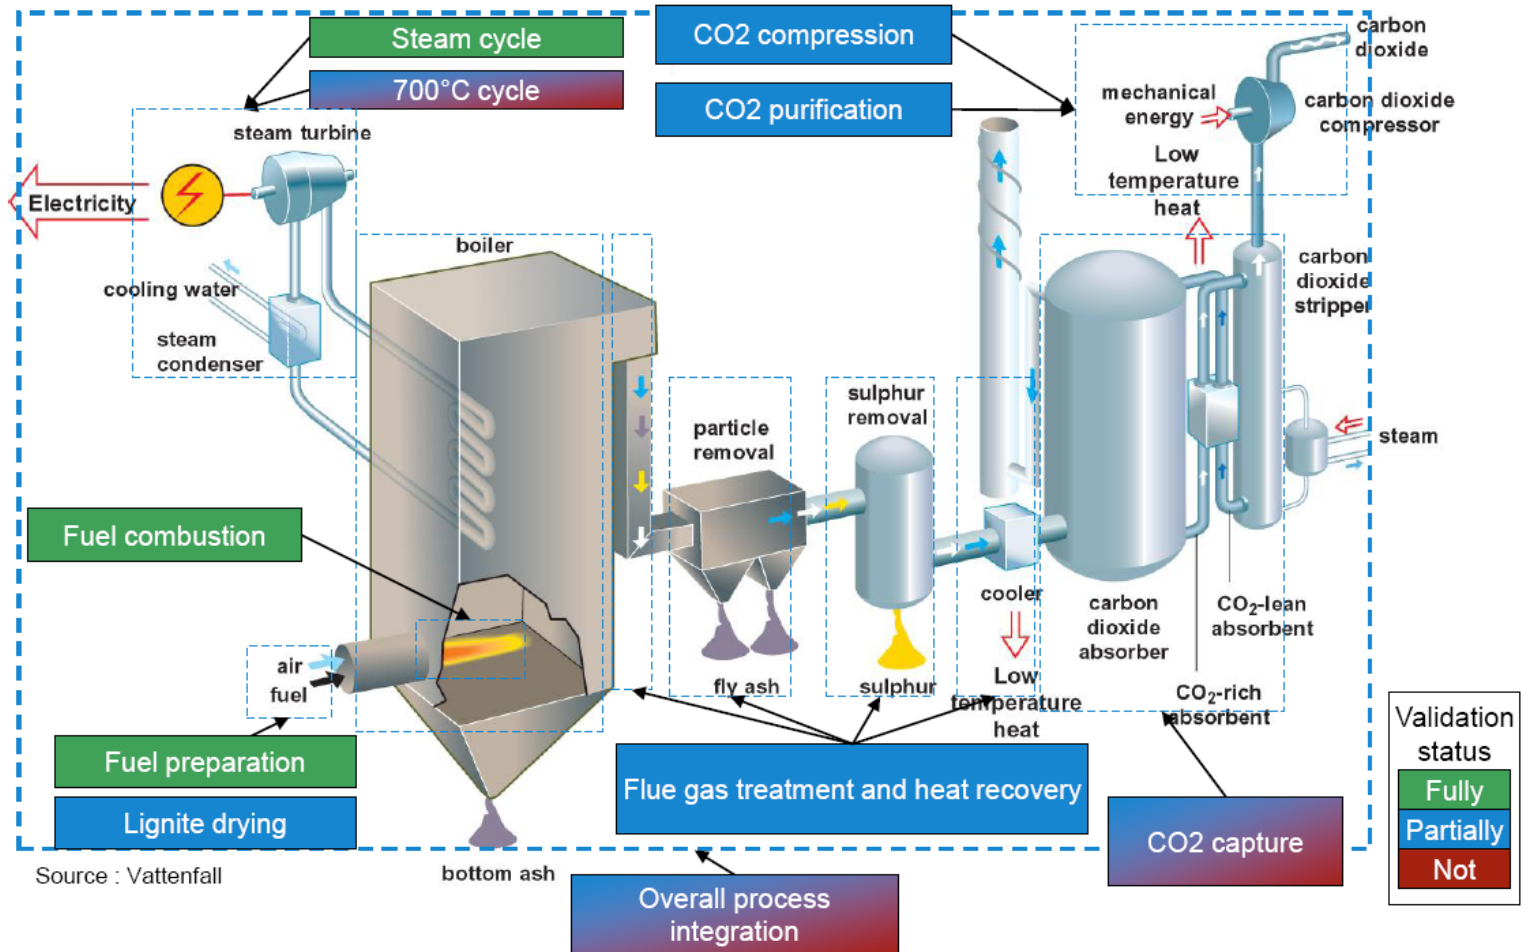 Steam cycle
700°C cycle
CO2 compression
CO2 purification
carbon
dioxide
mechanical
energy
carbon dioxide
compressor
Low
temperature
heat
steam turbine
Electricity
boiler
cooling water
steam
condenser
carbon
dioxide
stripper
sulphur
removal
particle
removal
steam
Fuel combustion
air
fuel
cooler
carbon
dioxide
absorber
CO2-lean
absorbent
CO2-rich
absorbent
fly ash
sulphur
Low
temperature
heat
Fuel preparation
Lignite drying
Flue gas treatment and heat recovery
CO2 capture
Validation
status
Fully
Partially
Not
Source : Vattenfall
bottom ash
Overall process
integration